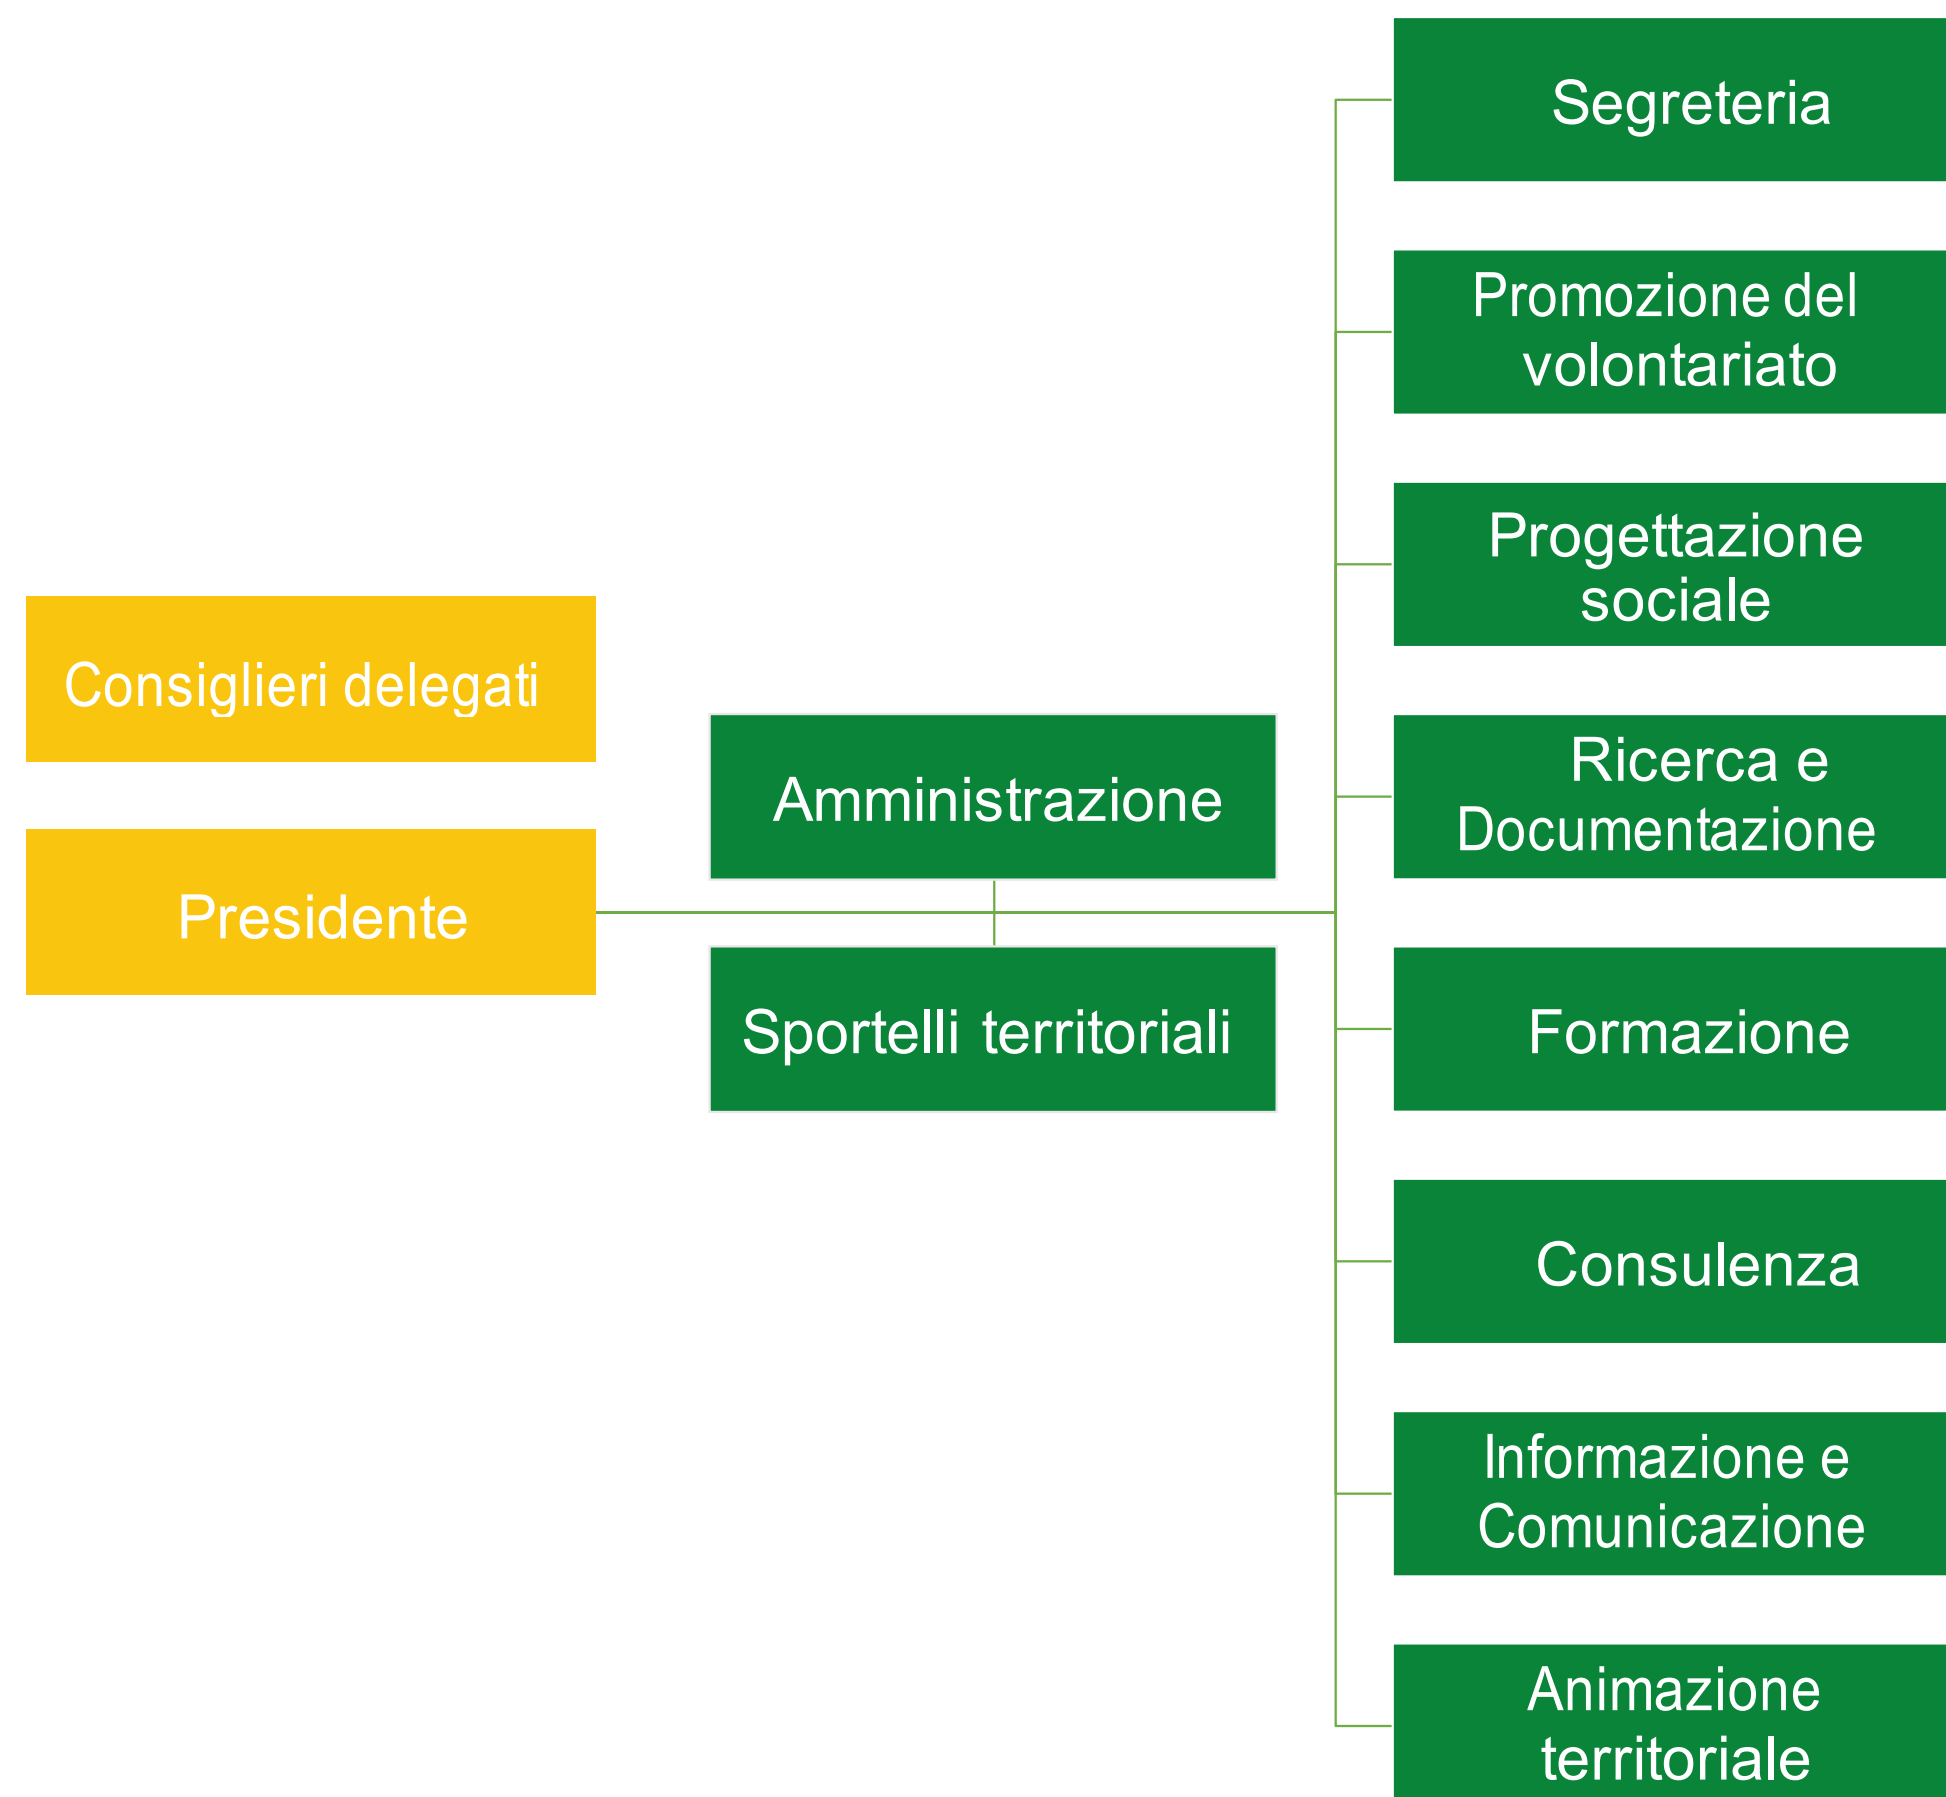 Consiglieri delegati
Presidente
Amministrazione
Sportelli territoriali
Segreteria
Promozione del
volontariato
Progettazione
sociale
Ricerca e
Documentazione
Formazione
Consulenza
Informazione e
Comunicazione
Animazione
territoriale